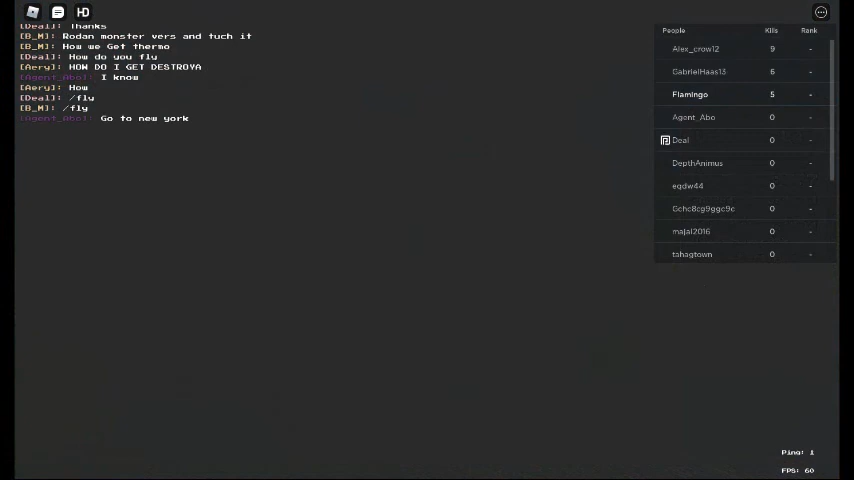 HD
[Deal]: Thanks
[B_M]: Rodan monster vers and tuch it
[B_M]: How we Get thermo
[Deal]: How do you fly
[Aery]: HOW DO I GET DESTROYA
[Agent_Abo]: I know
[Aery]: How
[Deal]: /fly
[B_M]: /fly
[Agent_Abo]: Go to new york
People Kills Rank
Alex_crow12 9 -
GabrielHaas13 6 -
Flamingo 5 -
Agent_Abo 0 -
Deal 0 -
DepthAnimus 0 -
eqdw44 0 -
Gchc8cg9ggc9c 0 -
majal2016 0 -
tahagtown 0 -
Ping: 1
FPS: 60